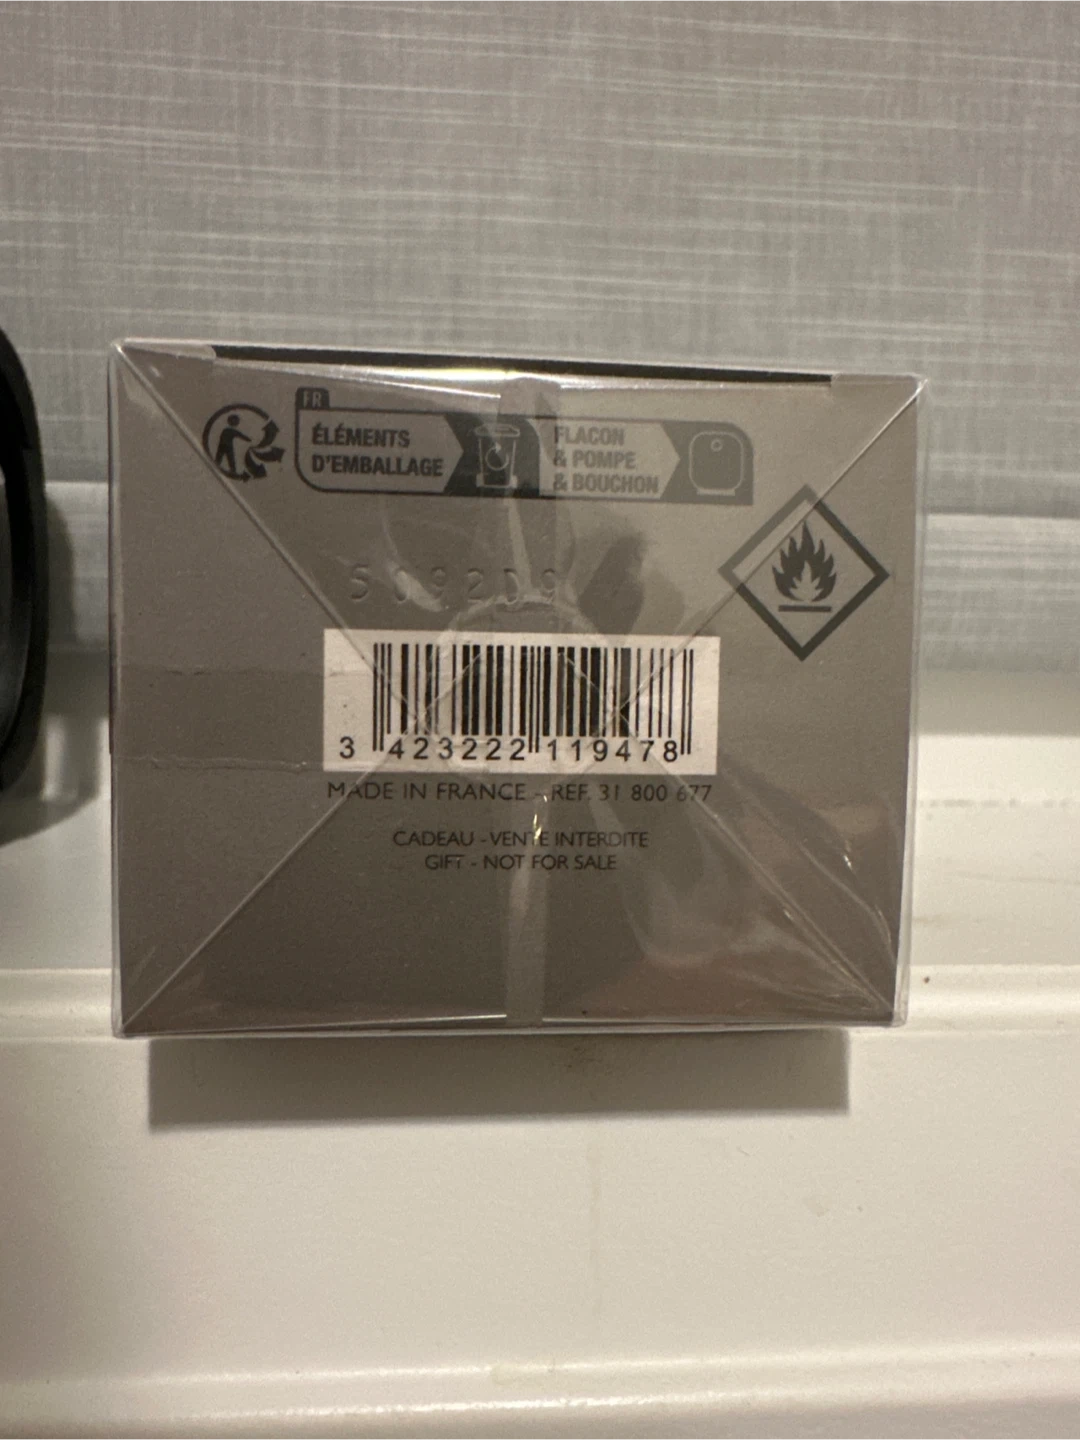 FR
ÉLÉMENTS
D'EMBALLAGE
FLACON
& POMPE
& BOUCHON
S092D9
3 423222 119478
MADE IN FRANCE - REF. 31 800 677
CADEAU - VENTE INTERDITE
GIFT - NOT FOR SALE